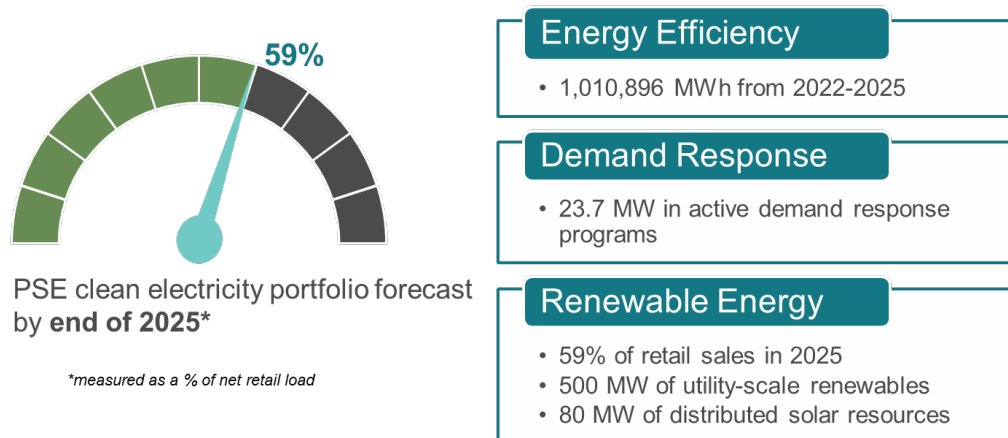 59%
PSE clean electricity portfolio forecast
by end of 2025*
*measured as a % of net retail load
Energy Efficiency
• 1,010,896 MWh from 2022-2025
Demand Response
• 23.7 MW in active demand response
programs
Renewable Energy
• 59% of retail sales in 2025
• 500 MW of utility-scale renewables
• 80 MW of distributed solar resources